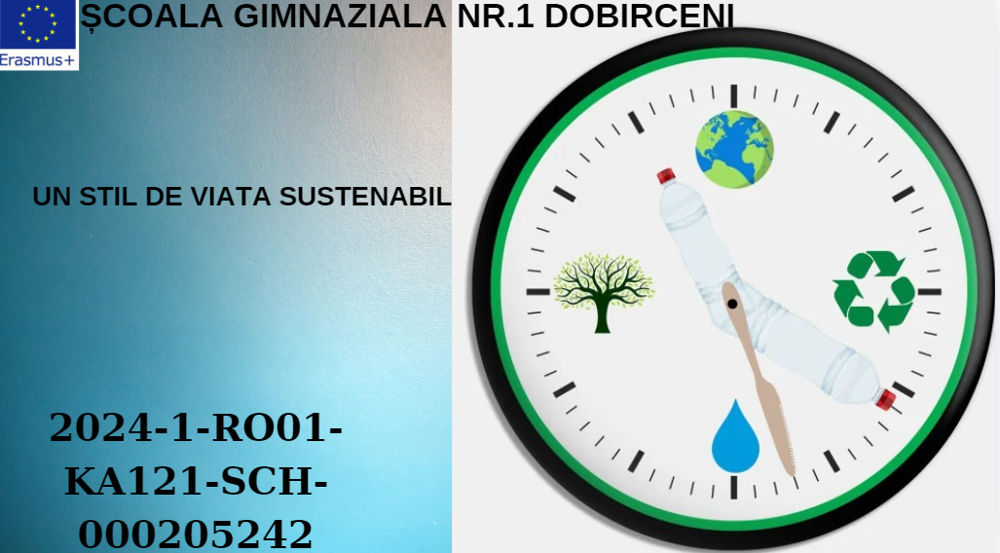 ȘCOALA GIMNAZIALA NR.1 DOBIRCENI
Erasmus+
UN STIL DE VIATA SUSTENABIL
2024-1-RO01-
KA121-SCH-
000205242